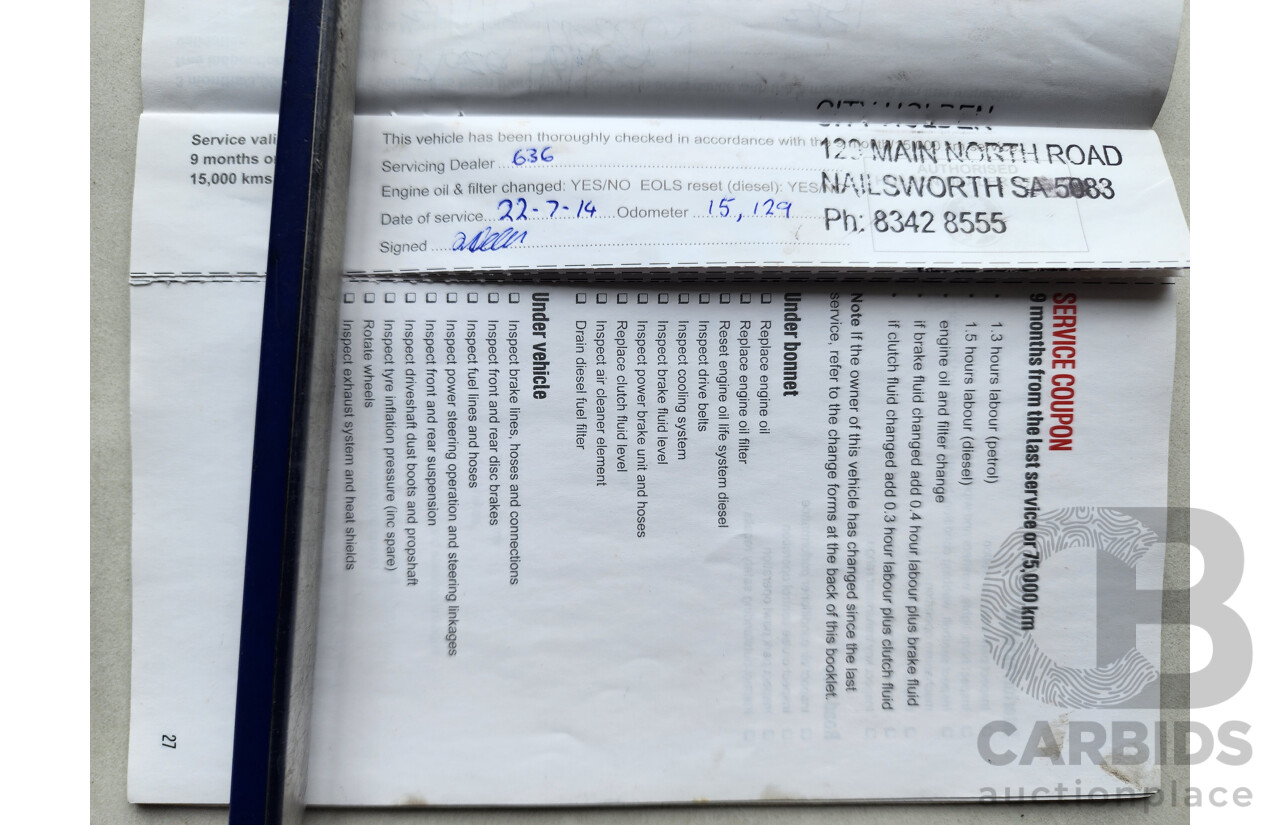 Service vali
9 months o
15,000 kms
This vehicle has been thoroughly checked in accordance with th
Servicing Dealer 636
Engine oil & filter changed: YES/NO EOLS reset (diesel): YES/
Date of service 22-7-14 Odometer 15,129
Signed
CITY HOLDEN
129 MAIN NORTH ROAD
NAILSWORTH SA 5083
Ph: 8342 8555
AUTHORISED
SERVICE COUPON
9 months from the last service or 75,000 km
• 1.3 hours labour (petrol)
• 1.5 hours labour (diesel)
engine oil and filter change
• if brake fluid changed add 0.4 hour labour plus brake fluid
• if clutch fluid changed add 0.3 hour labour plus clutch fluid
Note If the owner of this vehicle has changed since the last
service, refer to the change forms at the back of this booklet.
Under bonnet
❑ Replace engine oil
❑ Replace engine oil filter
❑ Reset engine oil life system diesel
❑ Inspect drive belts
❑ Inspect cooling system
❑ Inspect brake fluid level
❑ Inspect power brake unit and hoses
❑ Replace clutch fluid level
❑ Inspect air cleaner element
❑ Drain diesel fuel filter
Under vehicle
❑ Inspect brake lines, hoses and connections
❑ Inspect front and rear disc brakes
❑ Inspect fuel lines and hoses
❑ Inspect power steering operation and steering linkages
❑ Inspect front and rear suspension
❑ Inspect driveshaft dust boots and propshaft
❑ Inspect tyre inflation pressure (inc spare)
❑ Rotate wheels
❑ Inspect exhaust system and heat shields
27
CB
CARBIDS
auctionplace